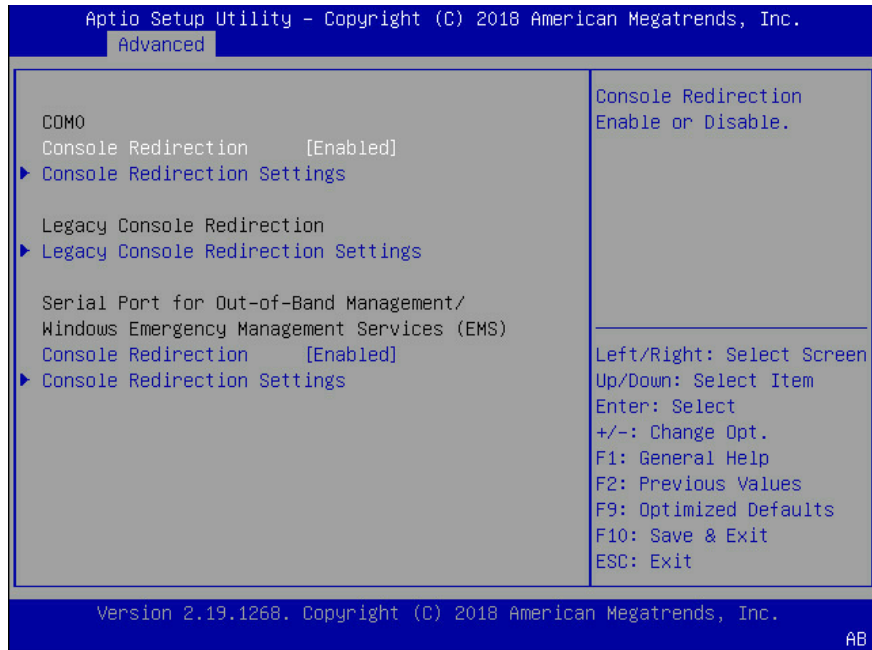 Aptio Setup Utility – Copyright (C) 2018 American Megatrends, Inc.
Advanced
COM0
Console Redirection [Enabled]
Console Redirection Settings
Legacy Console Redirection
Legacy Console Redirection Settings
Serial Port for Out-of-Band Management/
Windows Emergency Management Services (EMS)
Console Redirection [Enabled]
Console Redirection Settings
Console Redirection
Enable or Disable.
Left/Right: Select Screen
Up/Down: Select Item
Enter: Select
+/-: Change Opt.
F1: General Help
F2: Previous Values
F9: Optimized Defaults
F10: Save & Exit
ESC: Exit
Version 2.19.1268. Copyright (C) 2018 American Megatrends, Inc.
AB